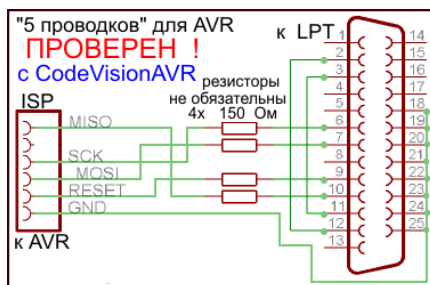 "5 проводков" для AVR
ПРОВЕРЕН !
с CodeVisionAVR
к LPT
резисторы
не обязательны
4x 150 Ом
ISP
MISO
SCK
MOSI
RESET
GND
к AVR
1
2
3
4
5
6
7
8
9
10
11
12
13
14
15
16
17
18
19
20
21
22
23
24
25